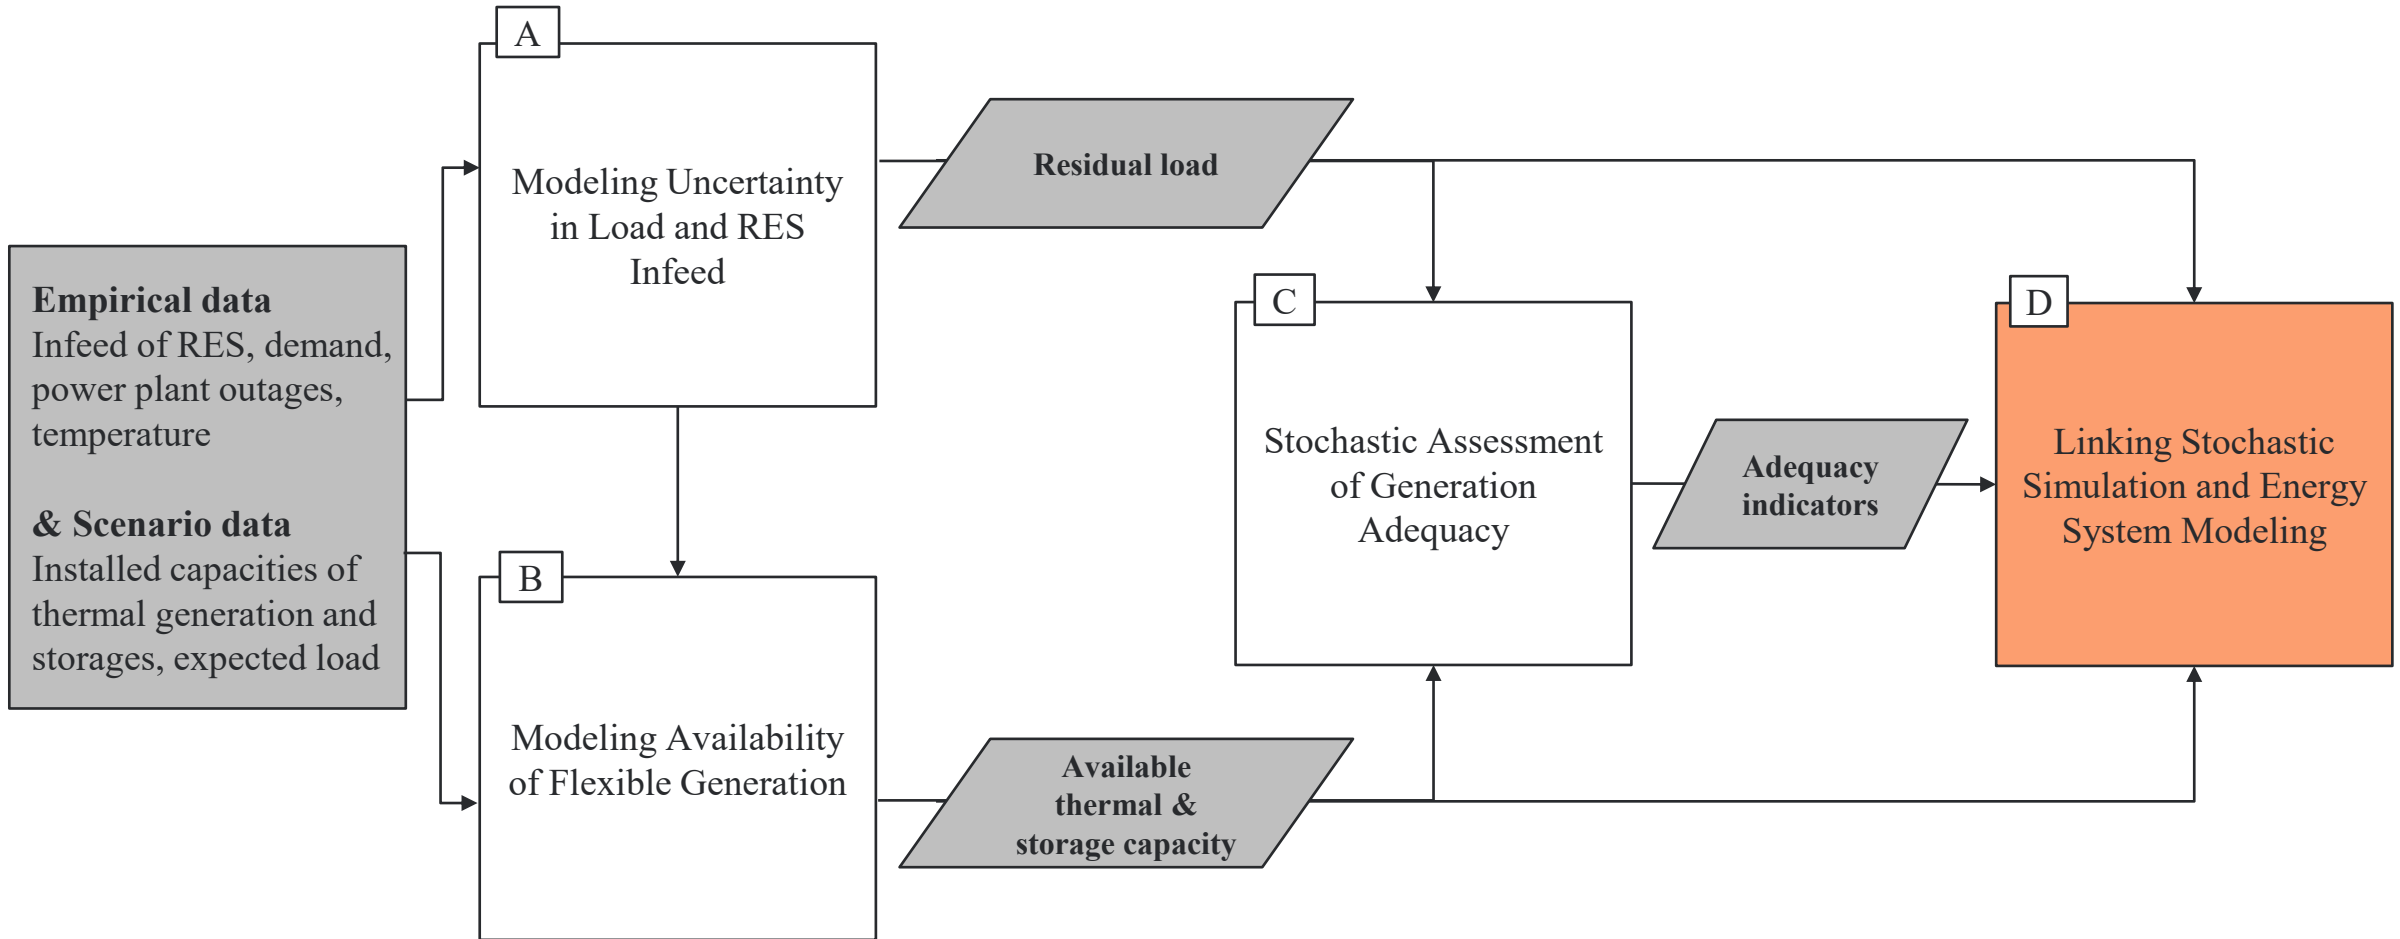 Empirical data
Infeed of RES, demand,
power plant outages,
temperature
& Scenario data
Installed capacities of
thermal generation and
storages, expected load
A
Modeling Uncertainty
in Load and RES
Infeed
B
Modeling Availability
of Flexible Generation
Residual load
Available
thermal &
storage capacity
C
Stochastic Assessment
of Generation
Adequacy
Adequacy
indicators
D
Linking Stochastic
Simulation and Energy
System Modeling